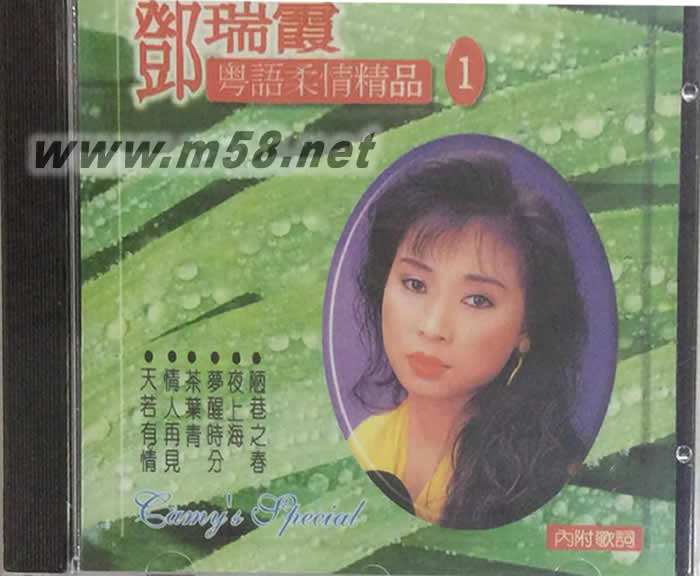 鄧瑞霞
粵語柔情精品 1
www.m58.net
陋巷之春
夜上海
夢醒時分
茶葉青
情人再見
天若有情
Camy's Special
內附歌詞